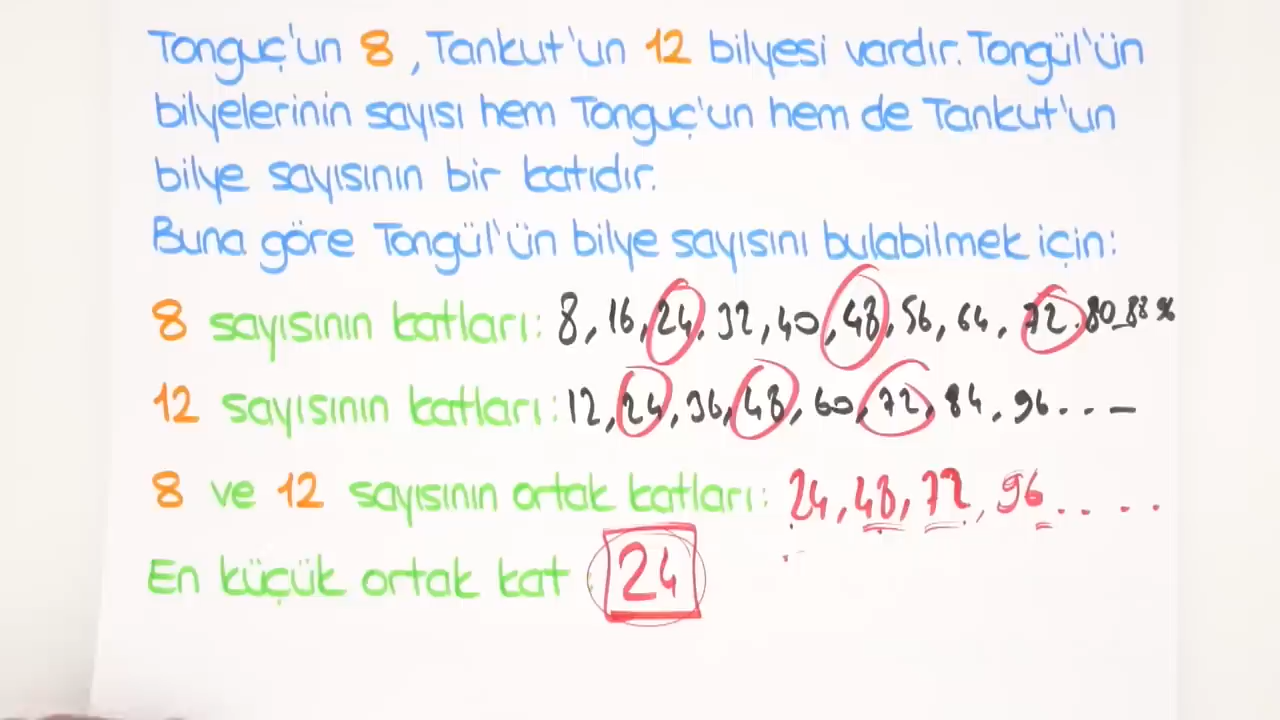 Tonguç'un 8, Tankut'un 12 bilyesi vardır. Tongül'ün
bilyelerinin sayısı hem Tonguç'un hem de Tankut'un
bilye sayısının bir katıdır.
Buna göre Tongül'ün bilye sayısını bulabilmek için:
8 sayısının katları: 8, 16, 24, 32, 40, 48, 56, 64, 72, 80, 88 96
12 sayısının katları: 12, 24, 36, 48, 60, 72, 84, 96...
8 ve 12 sayısının ortak katları: 24, 48, 72, 96.....
En küçük ortak kat: 24